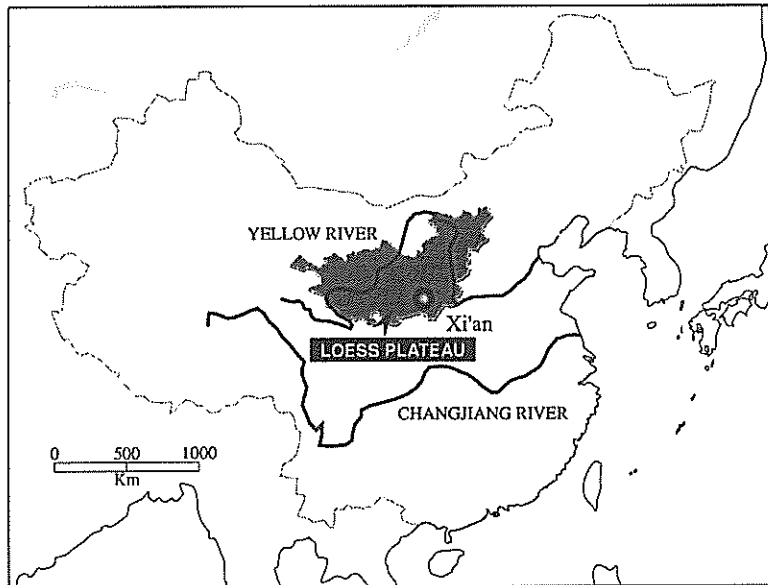 YELLOW RIVER
Xi'an
LOESS PLATEAU
CHANGJIANG RIVER
0 500 1000
Km